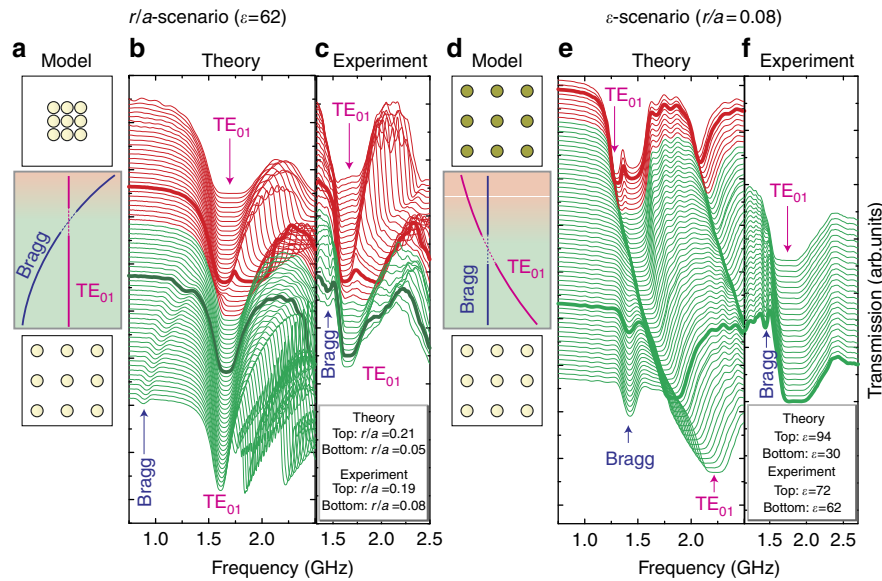 r/a-scenario (ε=62)
ε-scenario (r/a=0.08)
a
b
c
d
e
f
Model
Theory
Experiment
Model
Theory
Experiment
TE01
TE01
TE01
TE01
Bragg
TE01
Bragg
TE01
Bragg
TE01
Bragg
TE01
Bragg
TE01
Bragg
Theory
Top: r/a=0.21
Bottom: r/a=0.05
Experiment
Top: r/a=0.19
Bottom: r/a=0.08
Theory
Top: ε=94
Bottom: ε=30
Experiment
Top: ε=72
Bottom: ε=62
Transmission (arb.units)
1.0 1.5 2.0 1.5 2.0 2.5
1.0 1.5 2.0 1.5 2.0 2.5
Frequency (GHz)
Frequency (GHz)